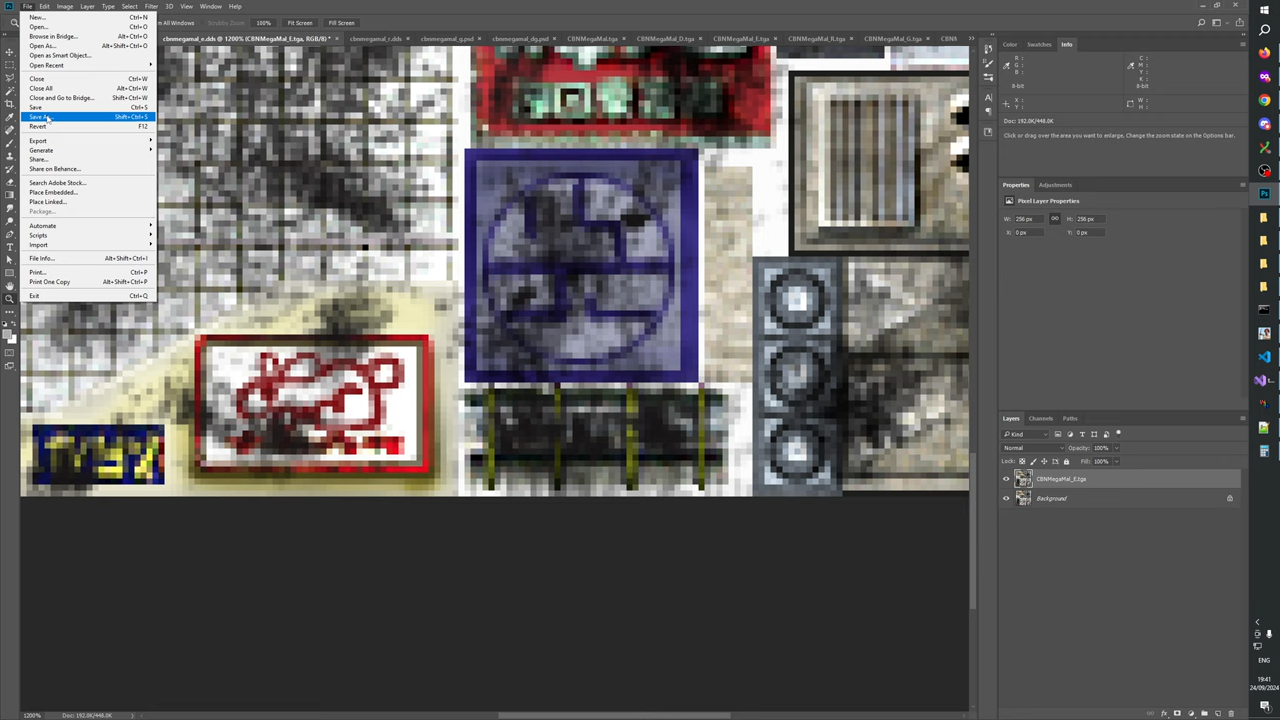 File Edit Image Layer Type Select Filter 3D View Window Help
All Windows Scrubby Zoom 100% Fit Screen Fill Screen
cbnmegamal_e.dds @ 1200% (CBNMegaMal_E.tga, RGB/8) * × cbnmegamal_r.dds × cbnmegamal_g.psd × cbnmegamal_dg.psd × CBNMegaMal.tga × CBNMegaMal_D.tga × CBNMegaMal_E.tga × CBNMegaMal_R.tga × CBNMegaMal_G.tga × CBNM
New... Ctrl+N
Open... Ctrl+O
Browse in Bridge... Alt+Ctrl+O
Open As... Alt+Shift+Ctrl+O
Open as Smart Object...
Open Recent
Close Ctrl+W
Close All Alt+Ctrl+W
Close and Go to Bridge... Shift+Ctrl+W
Save Ctrl+S
Save As... Shift+Ctrl+S
Revert F12
Export
Generate
Share...
Share on Behance...
Search Adobe Stock...
Place Embedded...
Place Linked...
Package...
Automate
Scripts
Import
File Info... Alt+Shift+Ctrl+I
Print... Ctrl+P
Print One Copy Alt+Shift+Ctrl+P
Exit Ctrl+Q
Color Swatches Info
R : C :
G : M :
B : Y :
K :
8-bit 8-bit
X : W :
Y : H :
Doc: 192.0K/448.0K
Click or drag over the area you want to enlarge. Change the zoom state on the Options bar.
Properties Adjustments
Pixel Layer Properties
W: 256 px H: 256 px
X: 0 px Y: 0 px
Layers Channels Paths
Kind
Normal Opacity: 100%
Lock: Fill: 100%
CBNMegaMal_E.tga
Background
1200% Doc: 192.0K/448.0K
ENG
19:41
24/09/2024